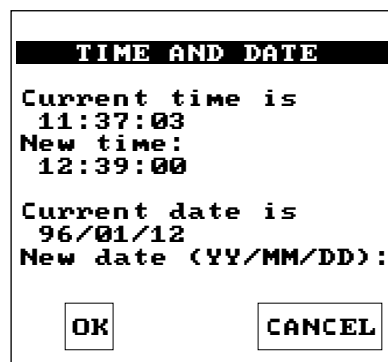 TIME AND DATE
Current time is
11:37:03
New time:
12:39:00
Current date is
96/01/12
New date (YY/MM/DD):
OK CANCEL